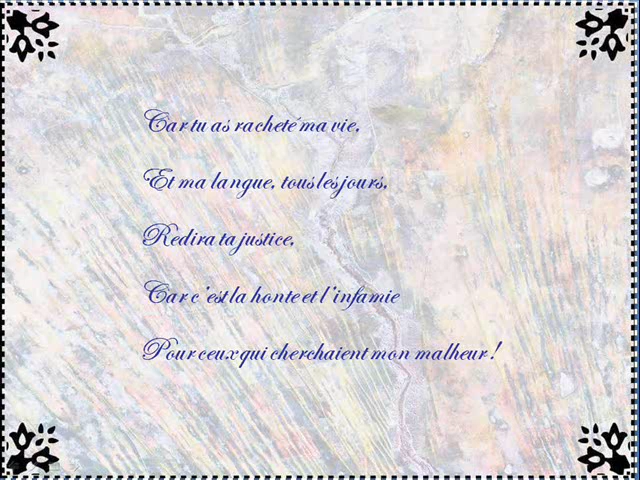 Car tu as racheté ma vie,
Et ma langue, tous les jours,
Redira ta justice,
Car c'est la honte et l'infamie
Pour ceux qui cherchaient mon malheur !